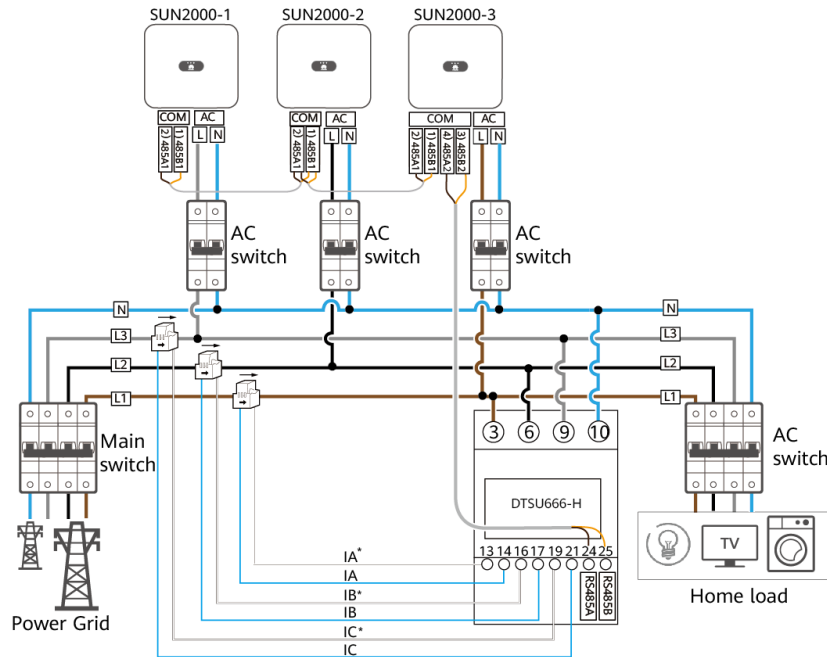 SUN2000-1
SUN2000-2
SUN2000-3
COM
AC
COM
AC
COM
AC
2) 485A1
1) 485B1
L
N
2) 485A1
1) 485B1
L
N
2) 485A1
1) 485B1
4) 485A2
3) 485B2
L
N
AC
switch
AC
switch
AC
switch
N
N
L3
L3
L2
L2
L1
L1
Main
switch
3
6
9
10
AC
switch
DTSU666-H
TV
13
14
16
17
19
21
24
25
RS485A
RS485B
IA*
IA
IB*
IB
IC*
IC
Power Grid
Home load